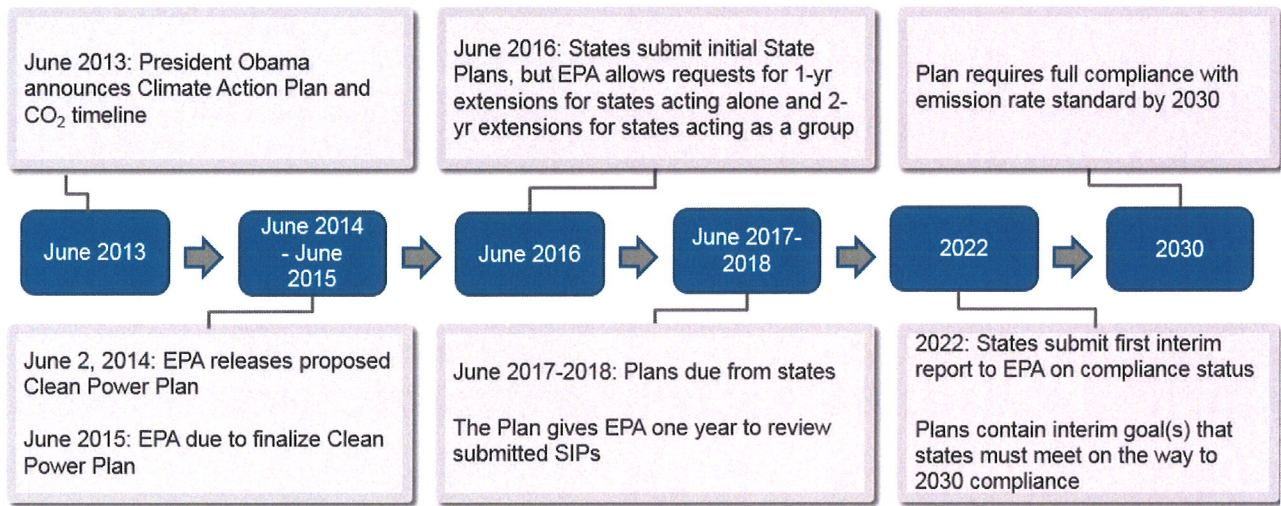 June 2013: President Obama
announces Climate Action Plan and
CO₂ timeline
June 2016: States submit initial State
Plans, but EPA allows requests for 1-yr
extensions for states acting alone and 2-
yr extensions for states acting as a group
Plan requires full compliance with
emission rate standard by 2030
June 2013
June 2014
- June
2015
June 2016
June 2017-
2018
2022
2030
June 2, 2014: EPA releases proposed
Clean Power Plan
June 2015: EPA due to finalize Clean
Power Plan
June 2017-2018: Plans due from states
The Plan gives EPA one year to review
submitted SIPs
2022: States submit first interim
report to EPA on compliance status
Plans contain interim goal(s) that
states must meet on the way to
2030 compliance